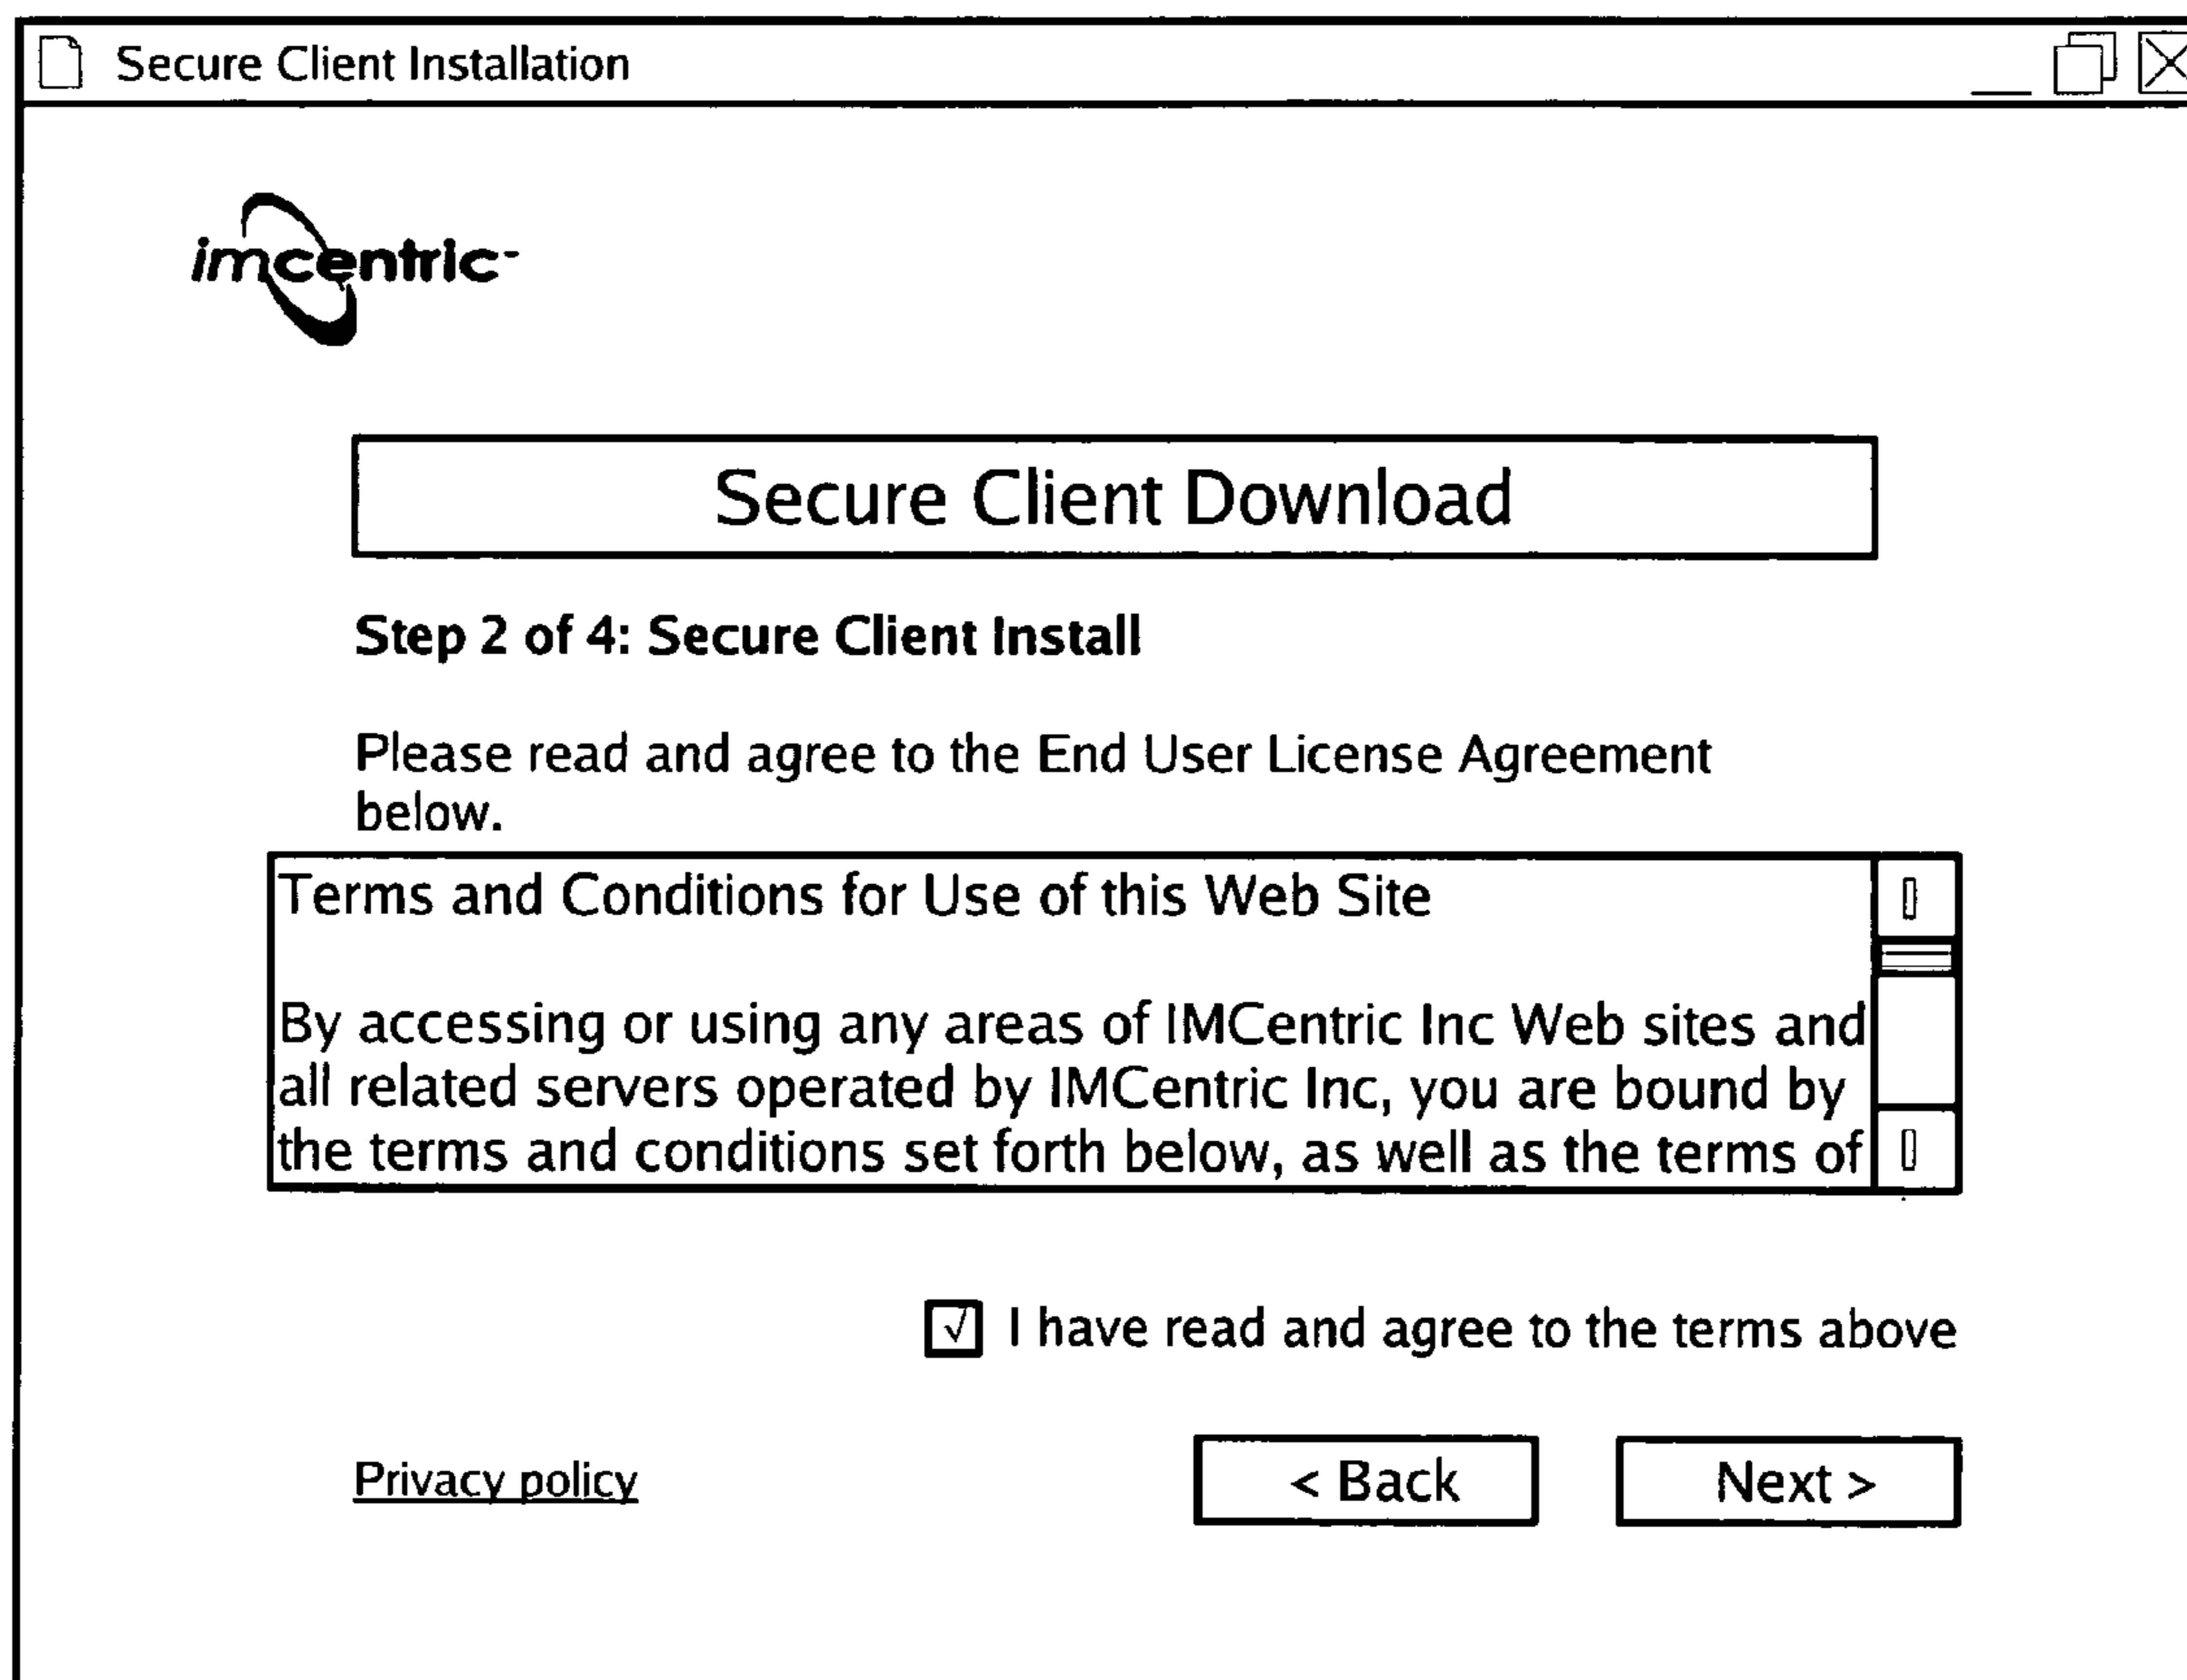 Secure Client Installation
imcentric
Secure Client Download
Step 2 of 4: Secure Client Install
Please read and agree to the End User License Agreement
below.
Terms and Conditions for Use of this Web Site
By accessing or using any areas of IMCentric Inc Web sites and
all related servers operated by IMCentric Inc, you are bound by
the terms and conditions set forth below, as well as the terms of
√ I have read and agree to the terms above
Privacy policy
< Back
Next >